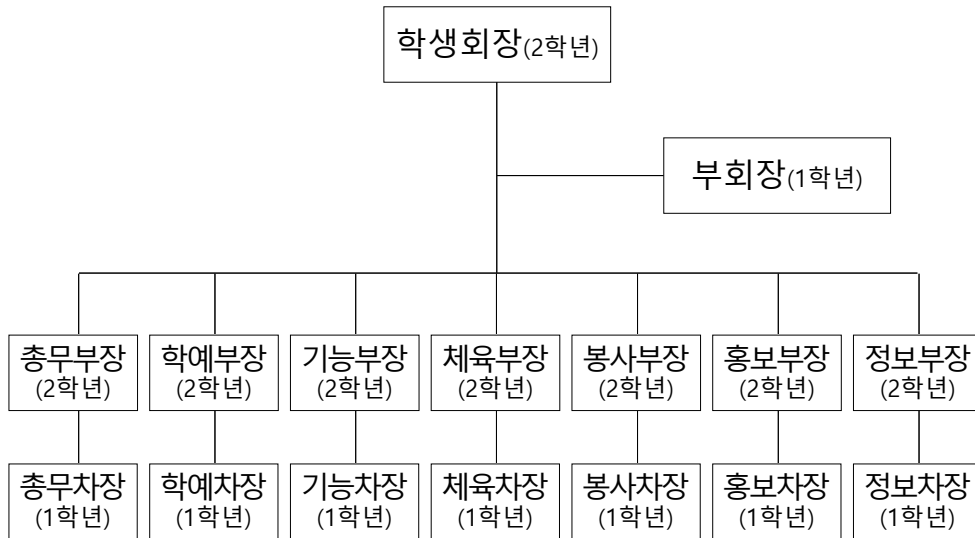 학생회장(2학년)
부회장(1학년)
총무부장 학예부장 기능부장 체육부장 봉사부장 홍보부장 정보부장
(2학년) (2학년) (2학년) (2학년) (2학년) (2학년) (2학년)
총무차장 학예차장 기능차장 체육차장 봉사차장 홍보차장 정보차장
(1학년) (1학년) (1학년) (1학년) (1학년) (1학년) (1학년)